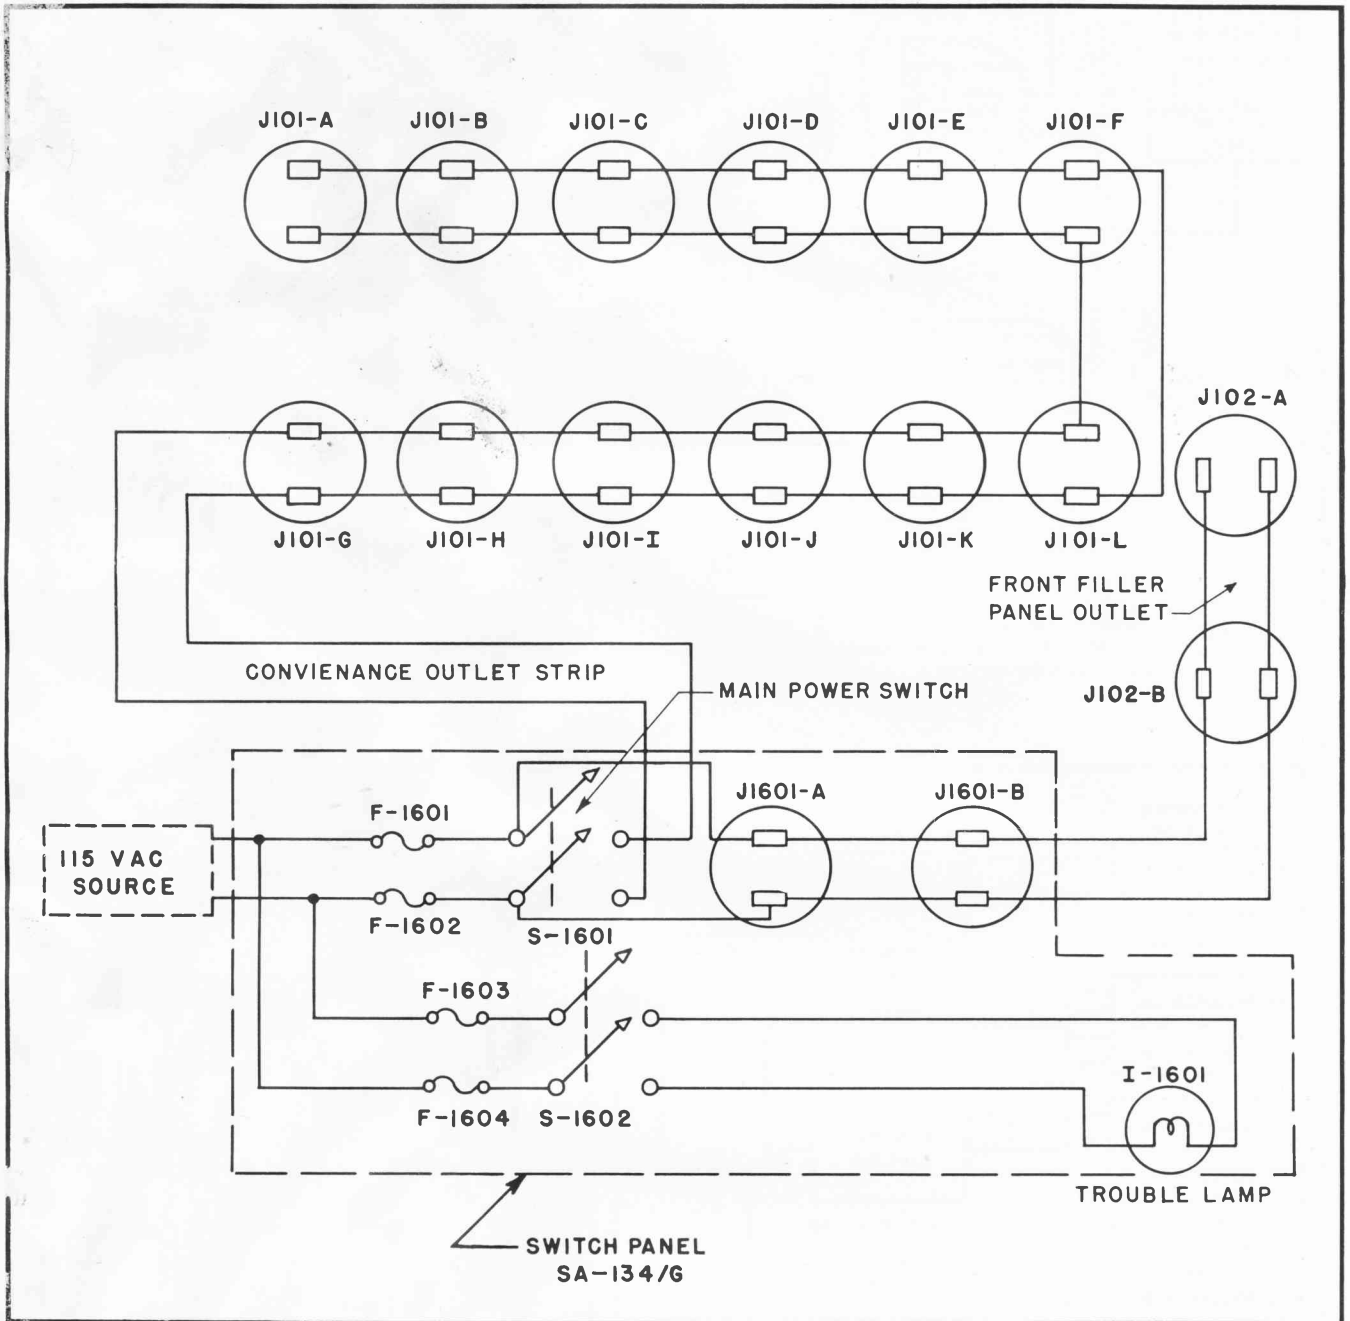 J101-A J101-B J101-C J101-D J101-E J101-F
J102-A
J101-G J101-H J101-I J101-J J101-K J101-L
FRONT FILLER
PANEL OUTLET
CONVIENANCE OUTLET STRIP
MAIN POWER SWITCH
J102-B
J1601-A J1601-B
F-1601
115 VAC
SOURCE
F-1602
S-1601
F-1603
I-1601
F-1604 S-1602
TROUBLE LAMP
SWITCH PANEL
SA-134/G